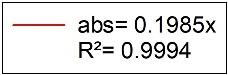 abs= 0.1985x
R²= 0.9994